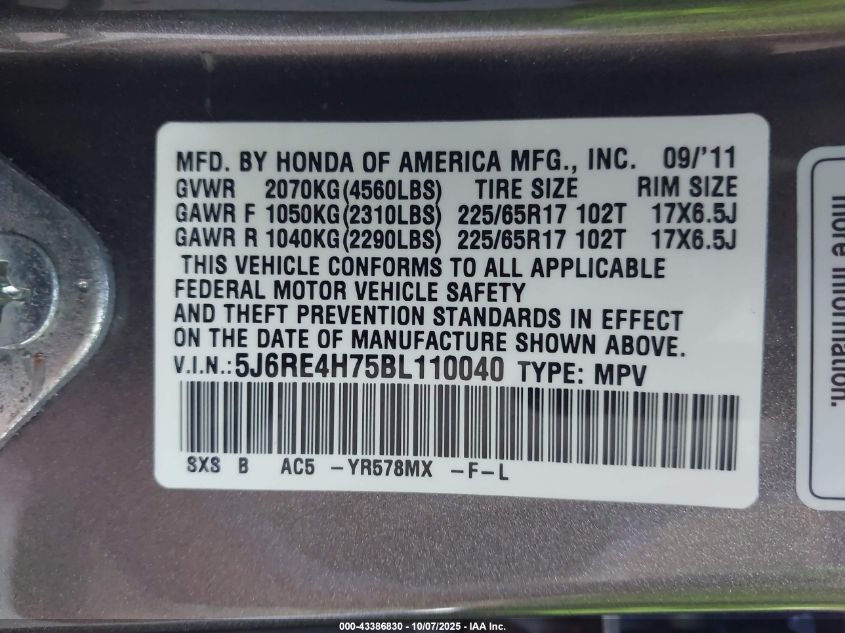 MFD. BY HONDA OF AMERICA MFG., INC. 09/'11
GVWR 2070KG(4560LBS) TIRE SIZE RIM SIZE
GAWR F 1050KG(2310LBS) 225/65R17 102T 17X6.5J
GAWR R 1040KG(2290LBS) 225/65R17 102T 17X6.5J
THIS VEHICLE CONFORMS TO ALL APPLICABLE
FEDERAL MOTOR VEHICLE SAFETY
AND THEFT PREVENTION STANDARDS IN EFFECT
ON THE DATE OF MANUFACTURE SHOWN ABOVE.
V.I.N.:5J6RE4H75BL110040 TYPE: MPV
SXS B AC5 -YR578MX -F-L
more information.
000-43386830 - 10/07/2025 - IAA Inc.